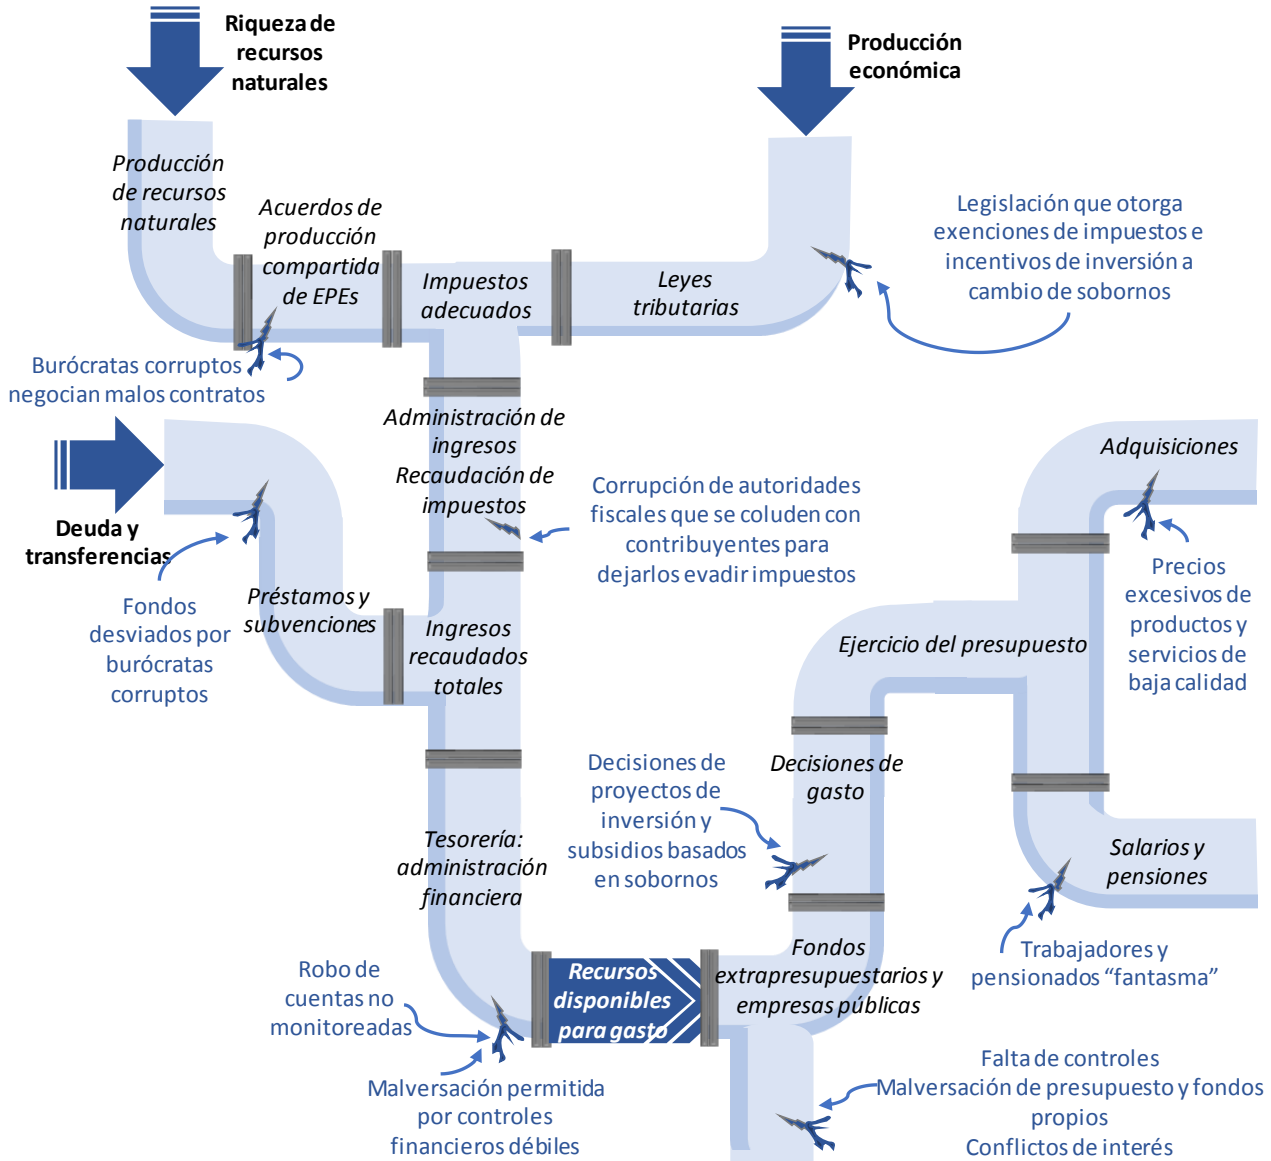 Riqueza de
recursos
naturales
Producción
económica
Producción
de recursos
naturales
Acuerdos de
producción
compartida
de EPEs
Impuestos
adecuados
Leyes
tributarias
Legislación que otorga
exenciones de impuestos e
incentivos de inversión a
cambio de sobornos
Burócratas corruptos
negocian malos contratos
Administración de
ingresos
Recaudación de
impuestos
Deuda y
transferencias
Corrupción de autoridades
fiscales que se coluden con
contribuyentes para
dejarlos evadir impuestos
Adquisiciones
Precios
excesivos de
productos y
servicios de
baja calidad
Fondos
desviados por
burócratas
corruptos
Préstamos y
subvenciones
Ingresos
recaudados
totales
Ejercicio del presupuesto
Decisiones de
proyectos de
inversión y
subsidios basados
en sobornos
Decisiones de
gasto
Tesorería:
administración
financiera
Salarios y
pensiones
Trabajadores y
pensionados “fantasma”
Robo de
cuentas no
monitoreadas
Recursos
disponibles
para gasto
Fondos
extrapresupuestarios y
empresas públicas
Malversación permitida
por controles
financieros débiles
Falta de controles
Malversación de presupuesto y fondos
propios
Conflictos de interés